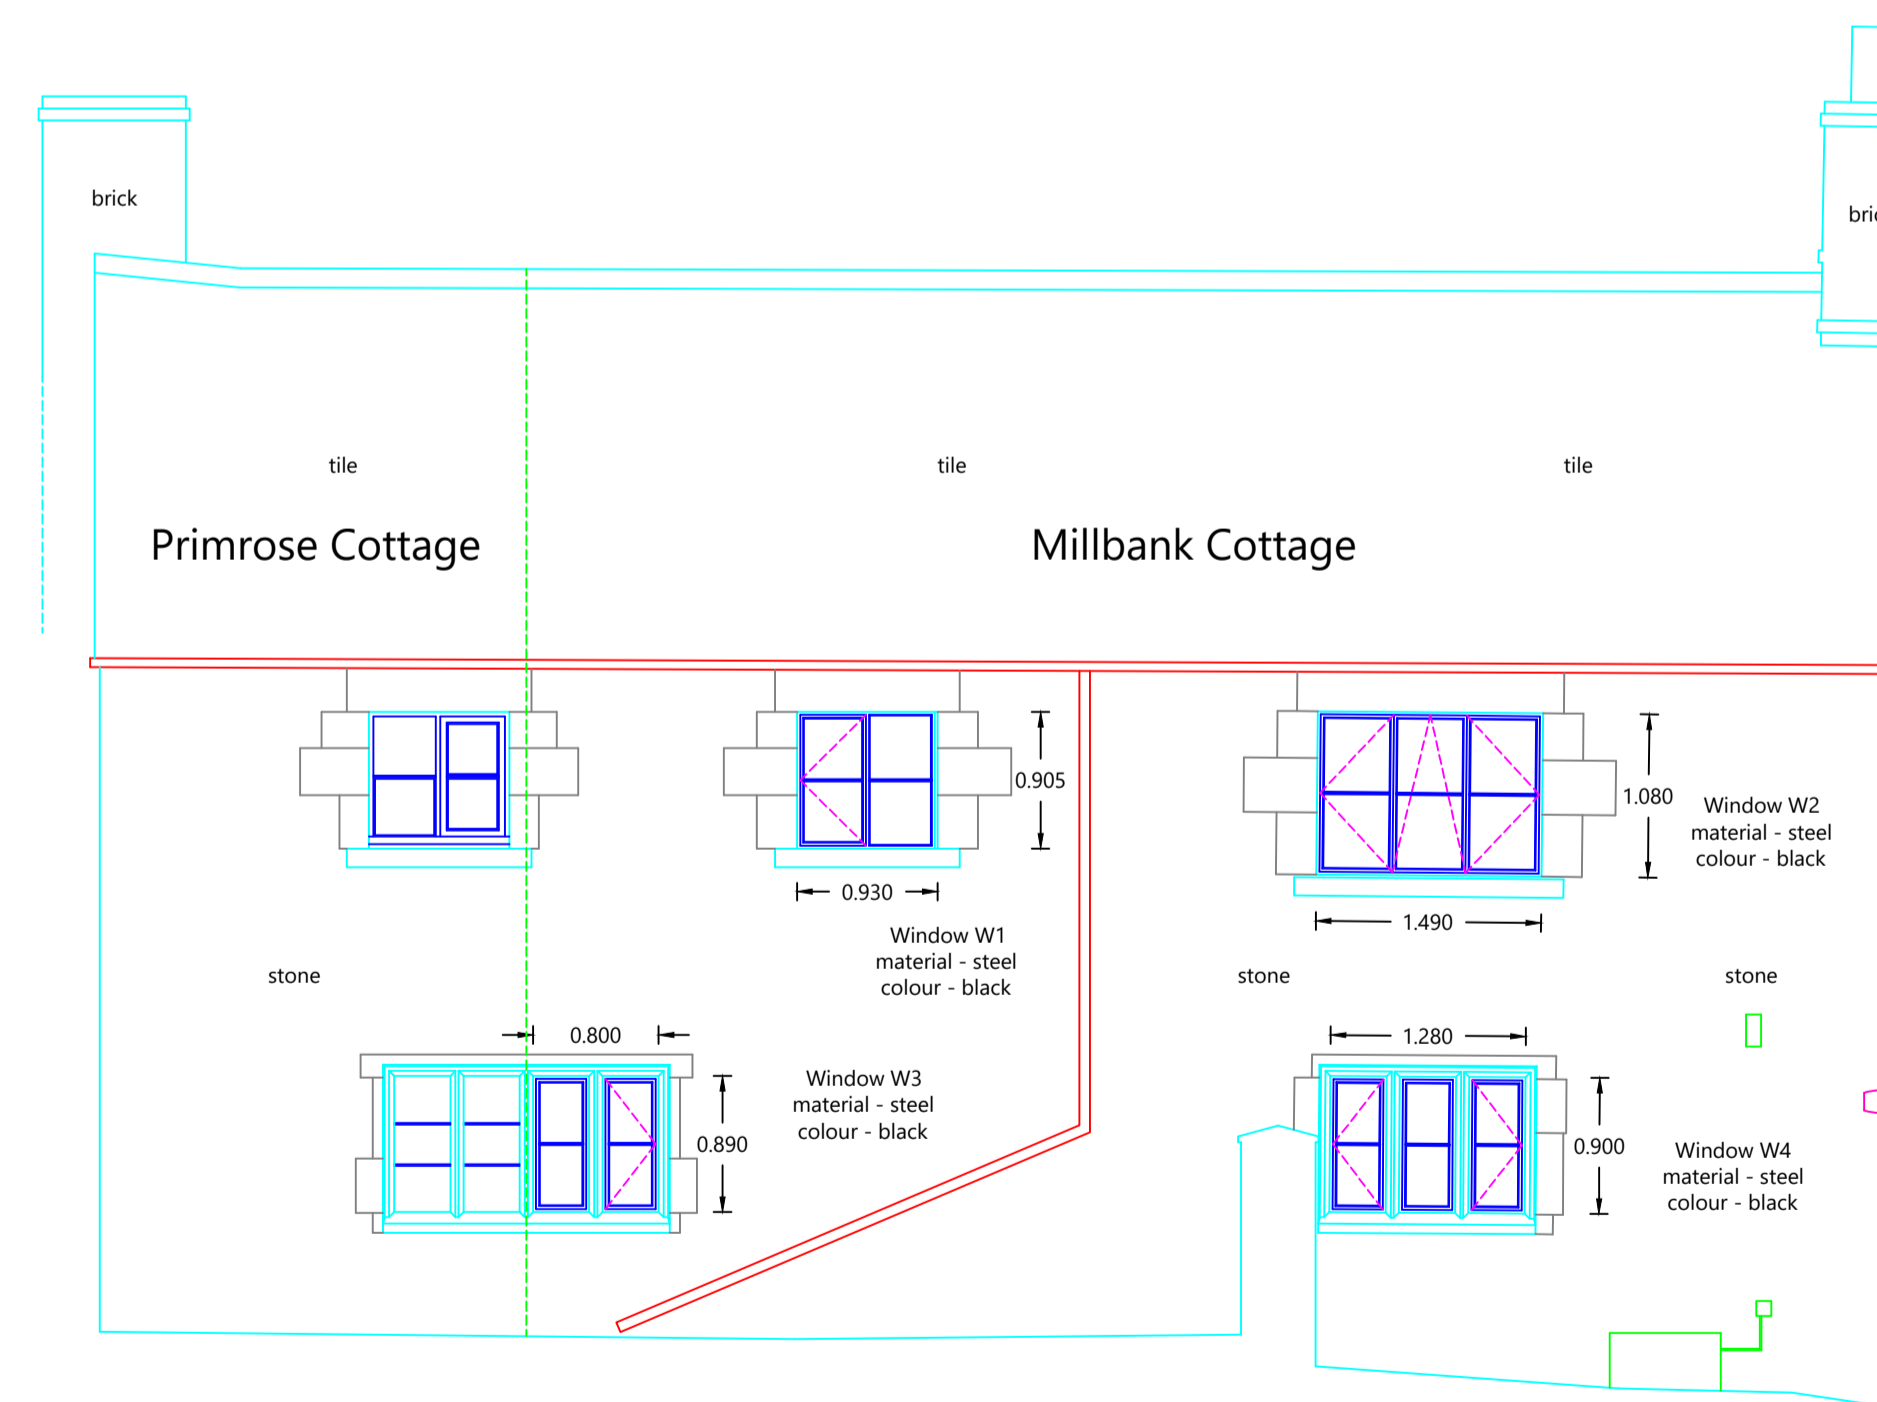 brick
bric
tile
tile
tile
Primrose Cottage
Millbank Cottage
0.905
1.080
Window W2
material - steel
colour - black
0.930
1.490
Window W1
material - steel
colour - black
stone
stone
stone
0.800
1.280
Window W3
material - steel
colour - black
0.890
0.900
Window W4
material - steel
colour - black